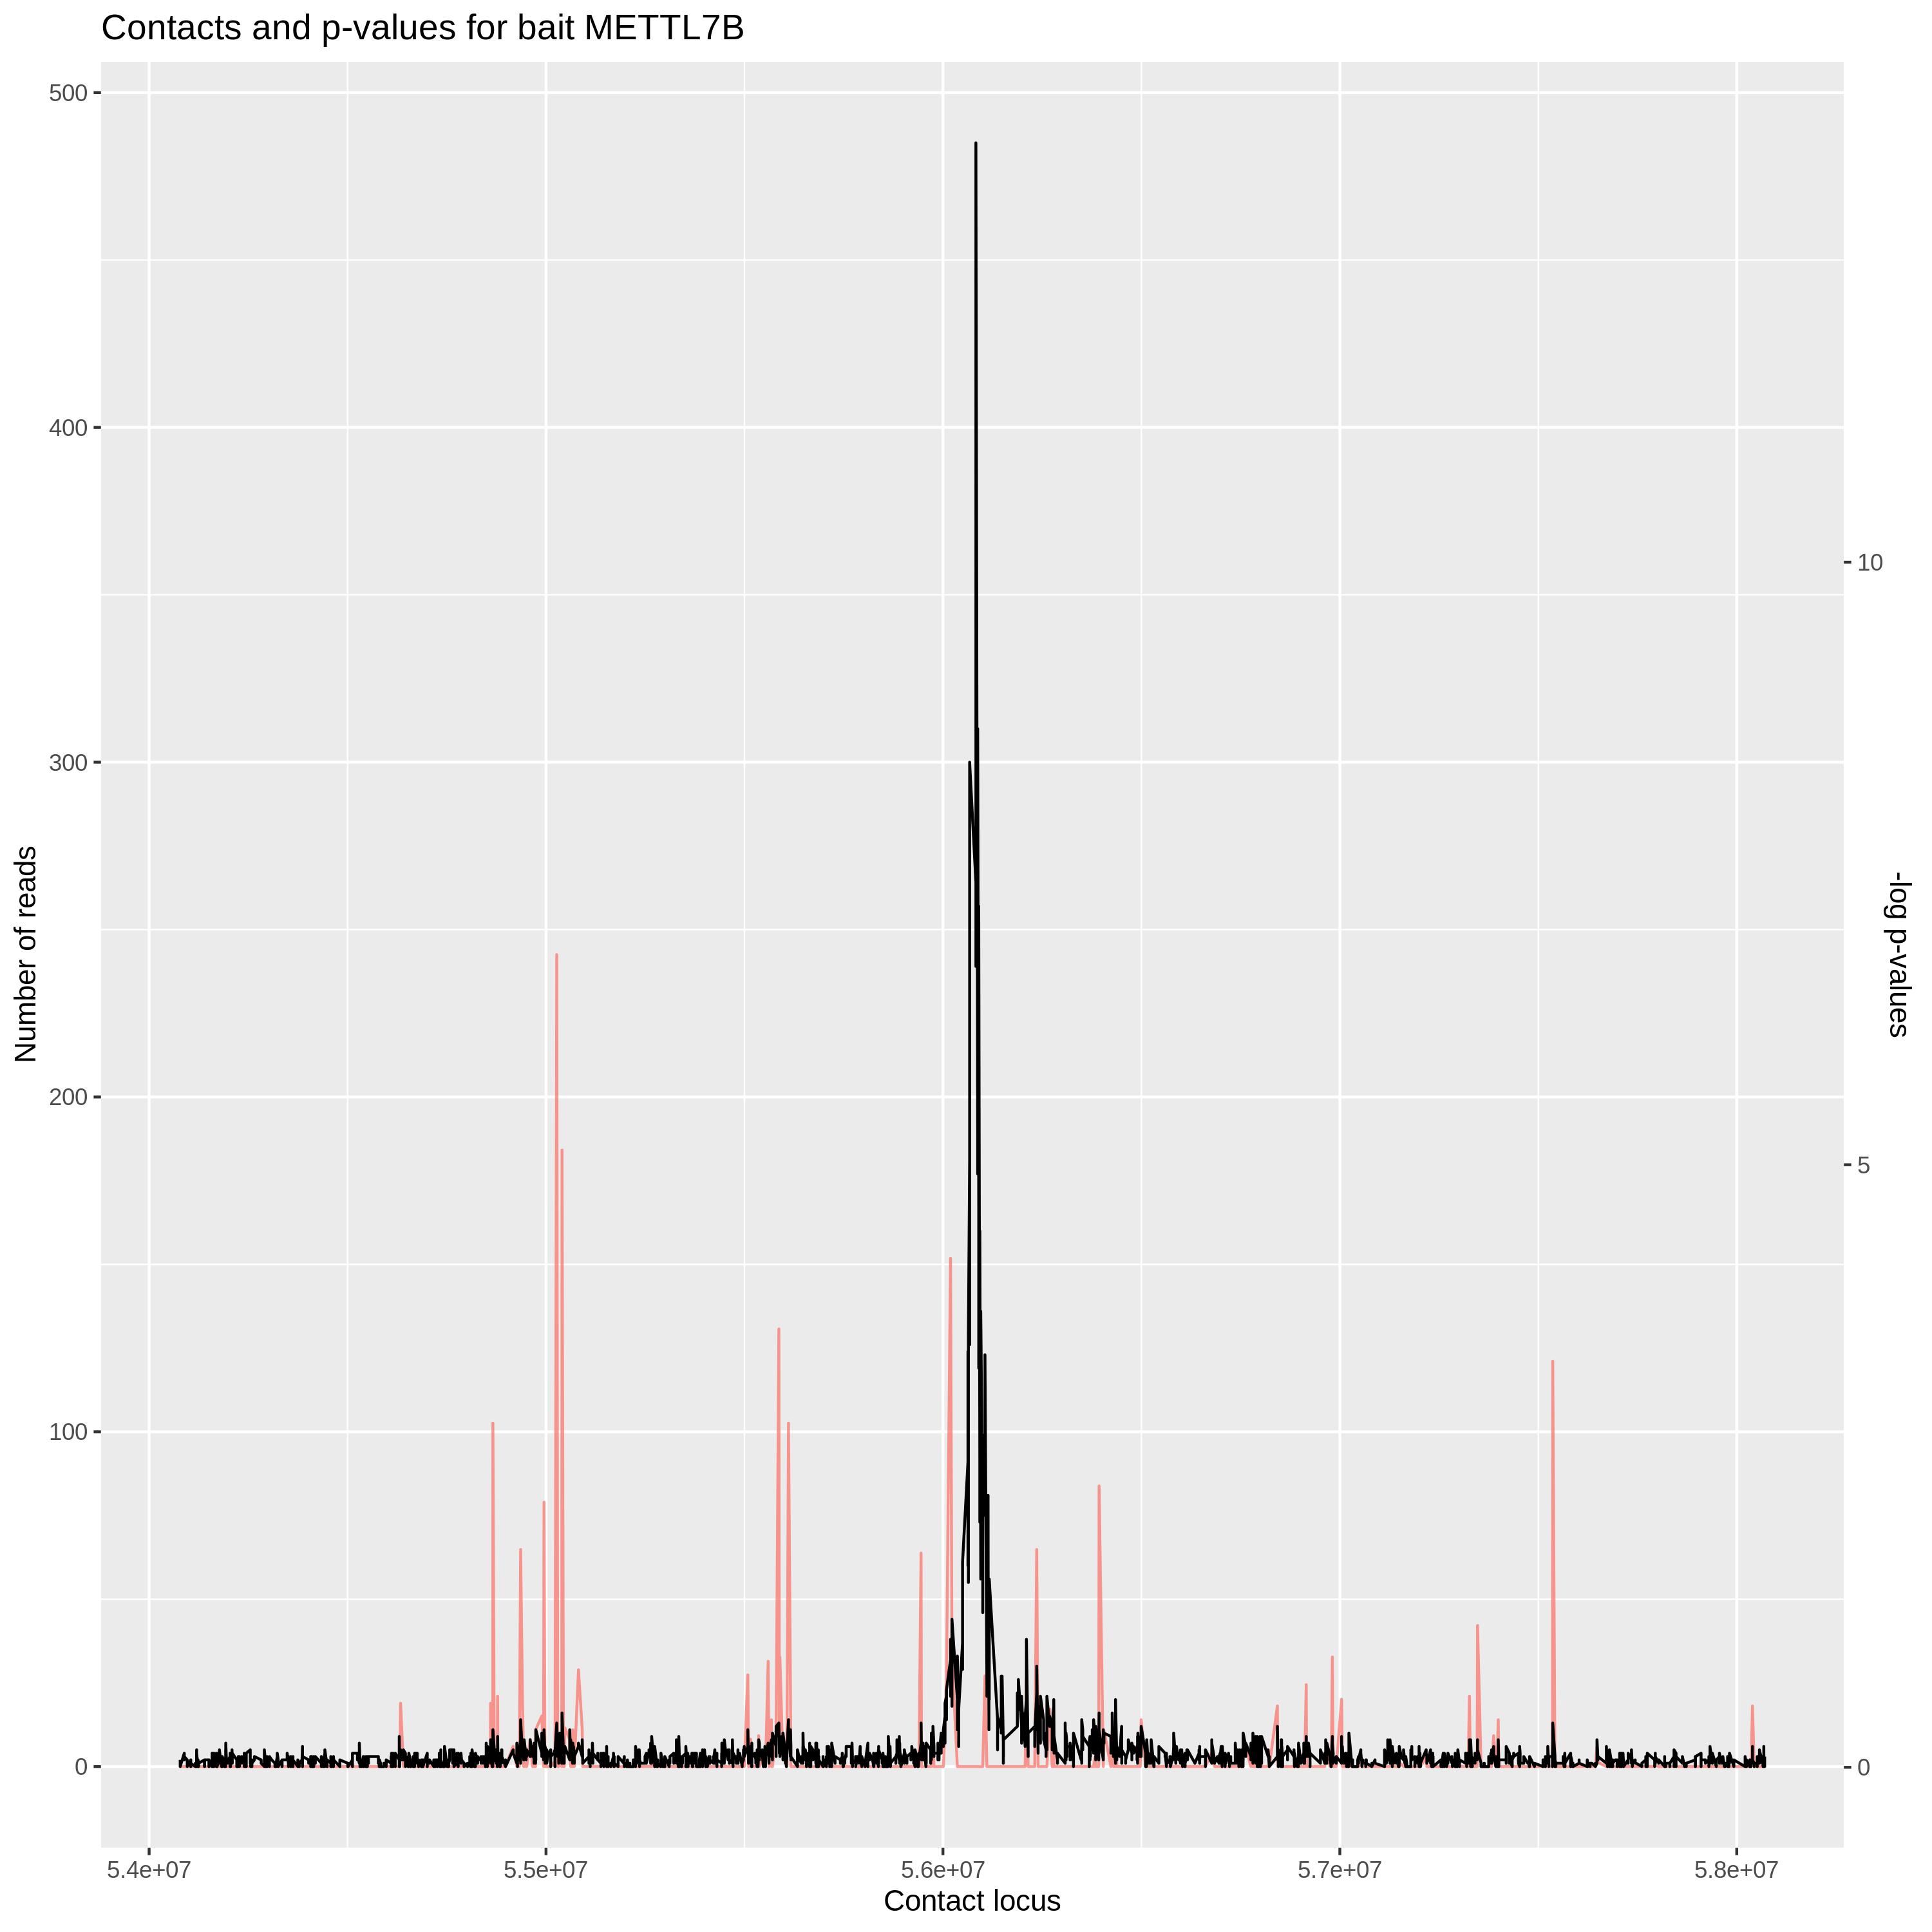 Contacts and p-values for bait METTL7B
500
400
300
200
100
0
Number of reads
10
5
0
-log p-values
5.4e+07
5.5e+07
5.6e+07
5.7e+07
5.8e+07
Contact locus